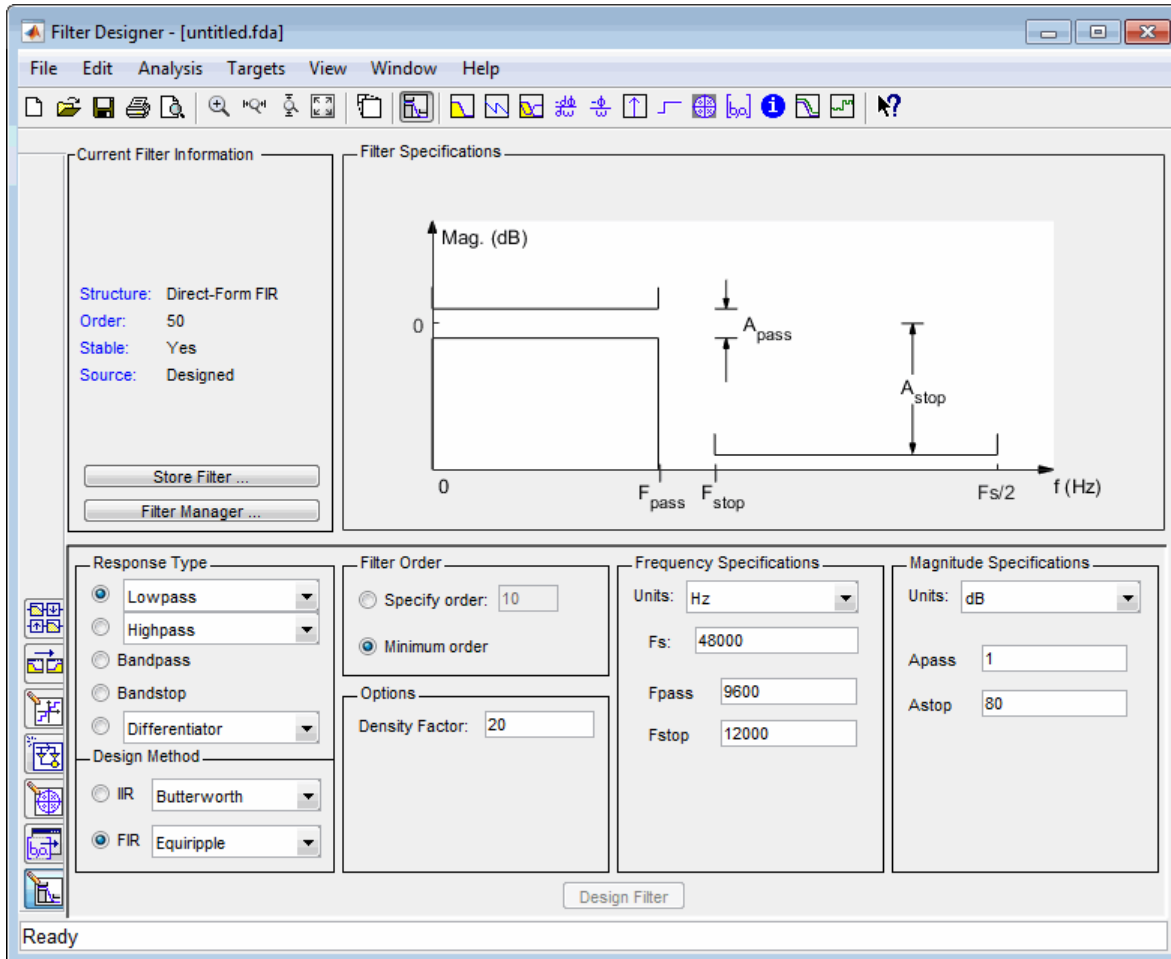 Filter Designer - [untitled.fda]
File Edit Analysis Targets View Window Help
Current Filter Information
Structure: Direct-Form FIR
Order: 50
Stable: Yes
Source: Designed
Store Filter ...
Filter Manager ...
Filter Specifications
Mag. (dB)
0
Apass
Astop
0
Fpass
Fstop
Fs/2
f (Hz)
Response Type
Lowpass
Highpass
Bandpass
Bandstop
Differentiator
Design Method
IIR Butterworth
FIR Equiripple
Filter Order
Specify order: 10
Minimum order
Options
Density Factor: 20
Frequency Specifications
Units: Hz
Fs: 48000
Fpass 9600
Fstop 12000
Magnitude Specifications
Units: dB
Apass 1
Astop 80
Design Filter
Ready